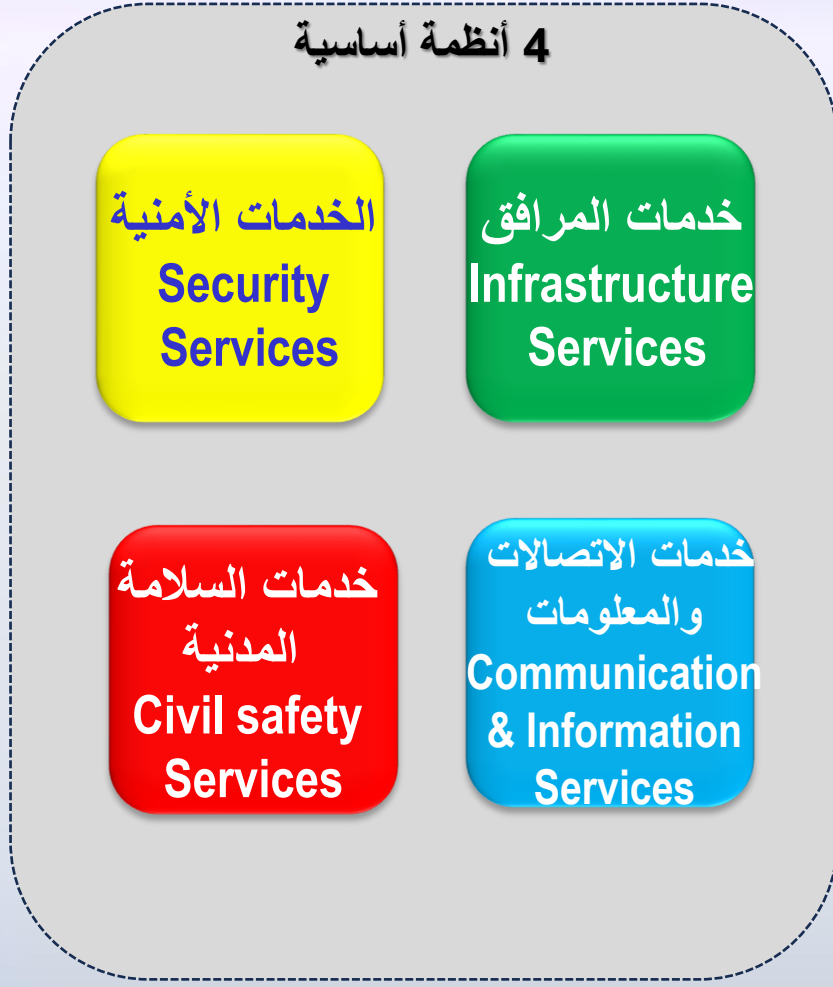 4 أنظمة أساسية
خدمات المرافق
Infrastructure
Services
الخدمات الأمنية
Security
Services
خدمات الاتصالات
والمعلومات
Communication
& Information
Services
خدمات السلامة
المدنية
Civil safety
Services